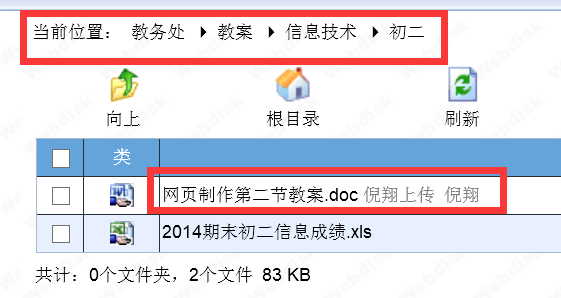 当前位置： 教务处 教案 信息技术 初二
向上 根目录 刷新
类
网页制作第二节教案.doc 倪翔上传 倪翔
2014期末初二信息成绩.xls
共计：0个文件夹，2个文件 83 KB